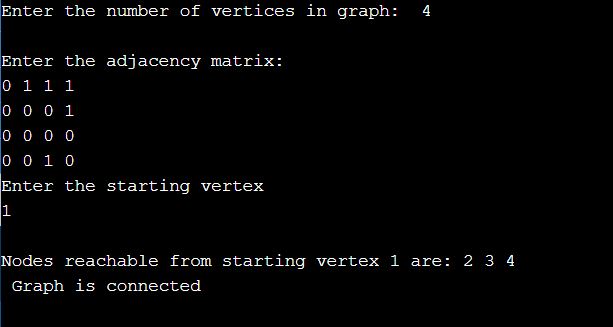 Enter the number of vertices in graph:  4
Enter the adjacency matrix:
0 1 1 1
0 0 0 1
0 0 0 0
0 0 1 0
Enter the starting vertex
1
Nodes reachable from starting vertex 1 are: 2 3 4
 Graph is connected